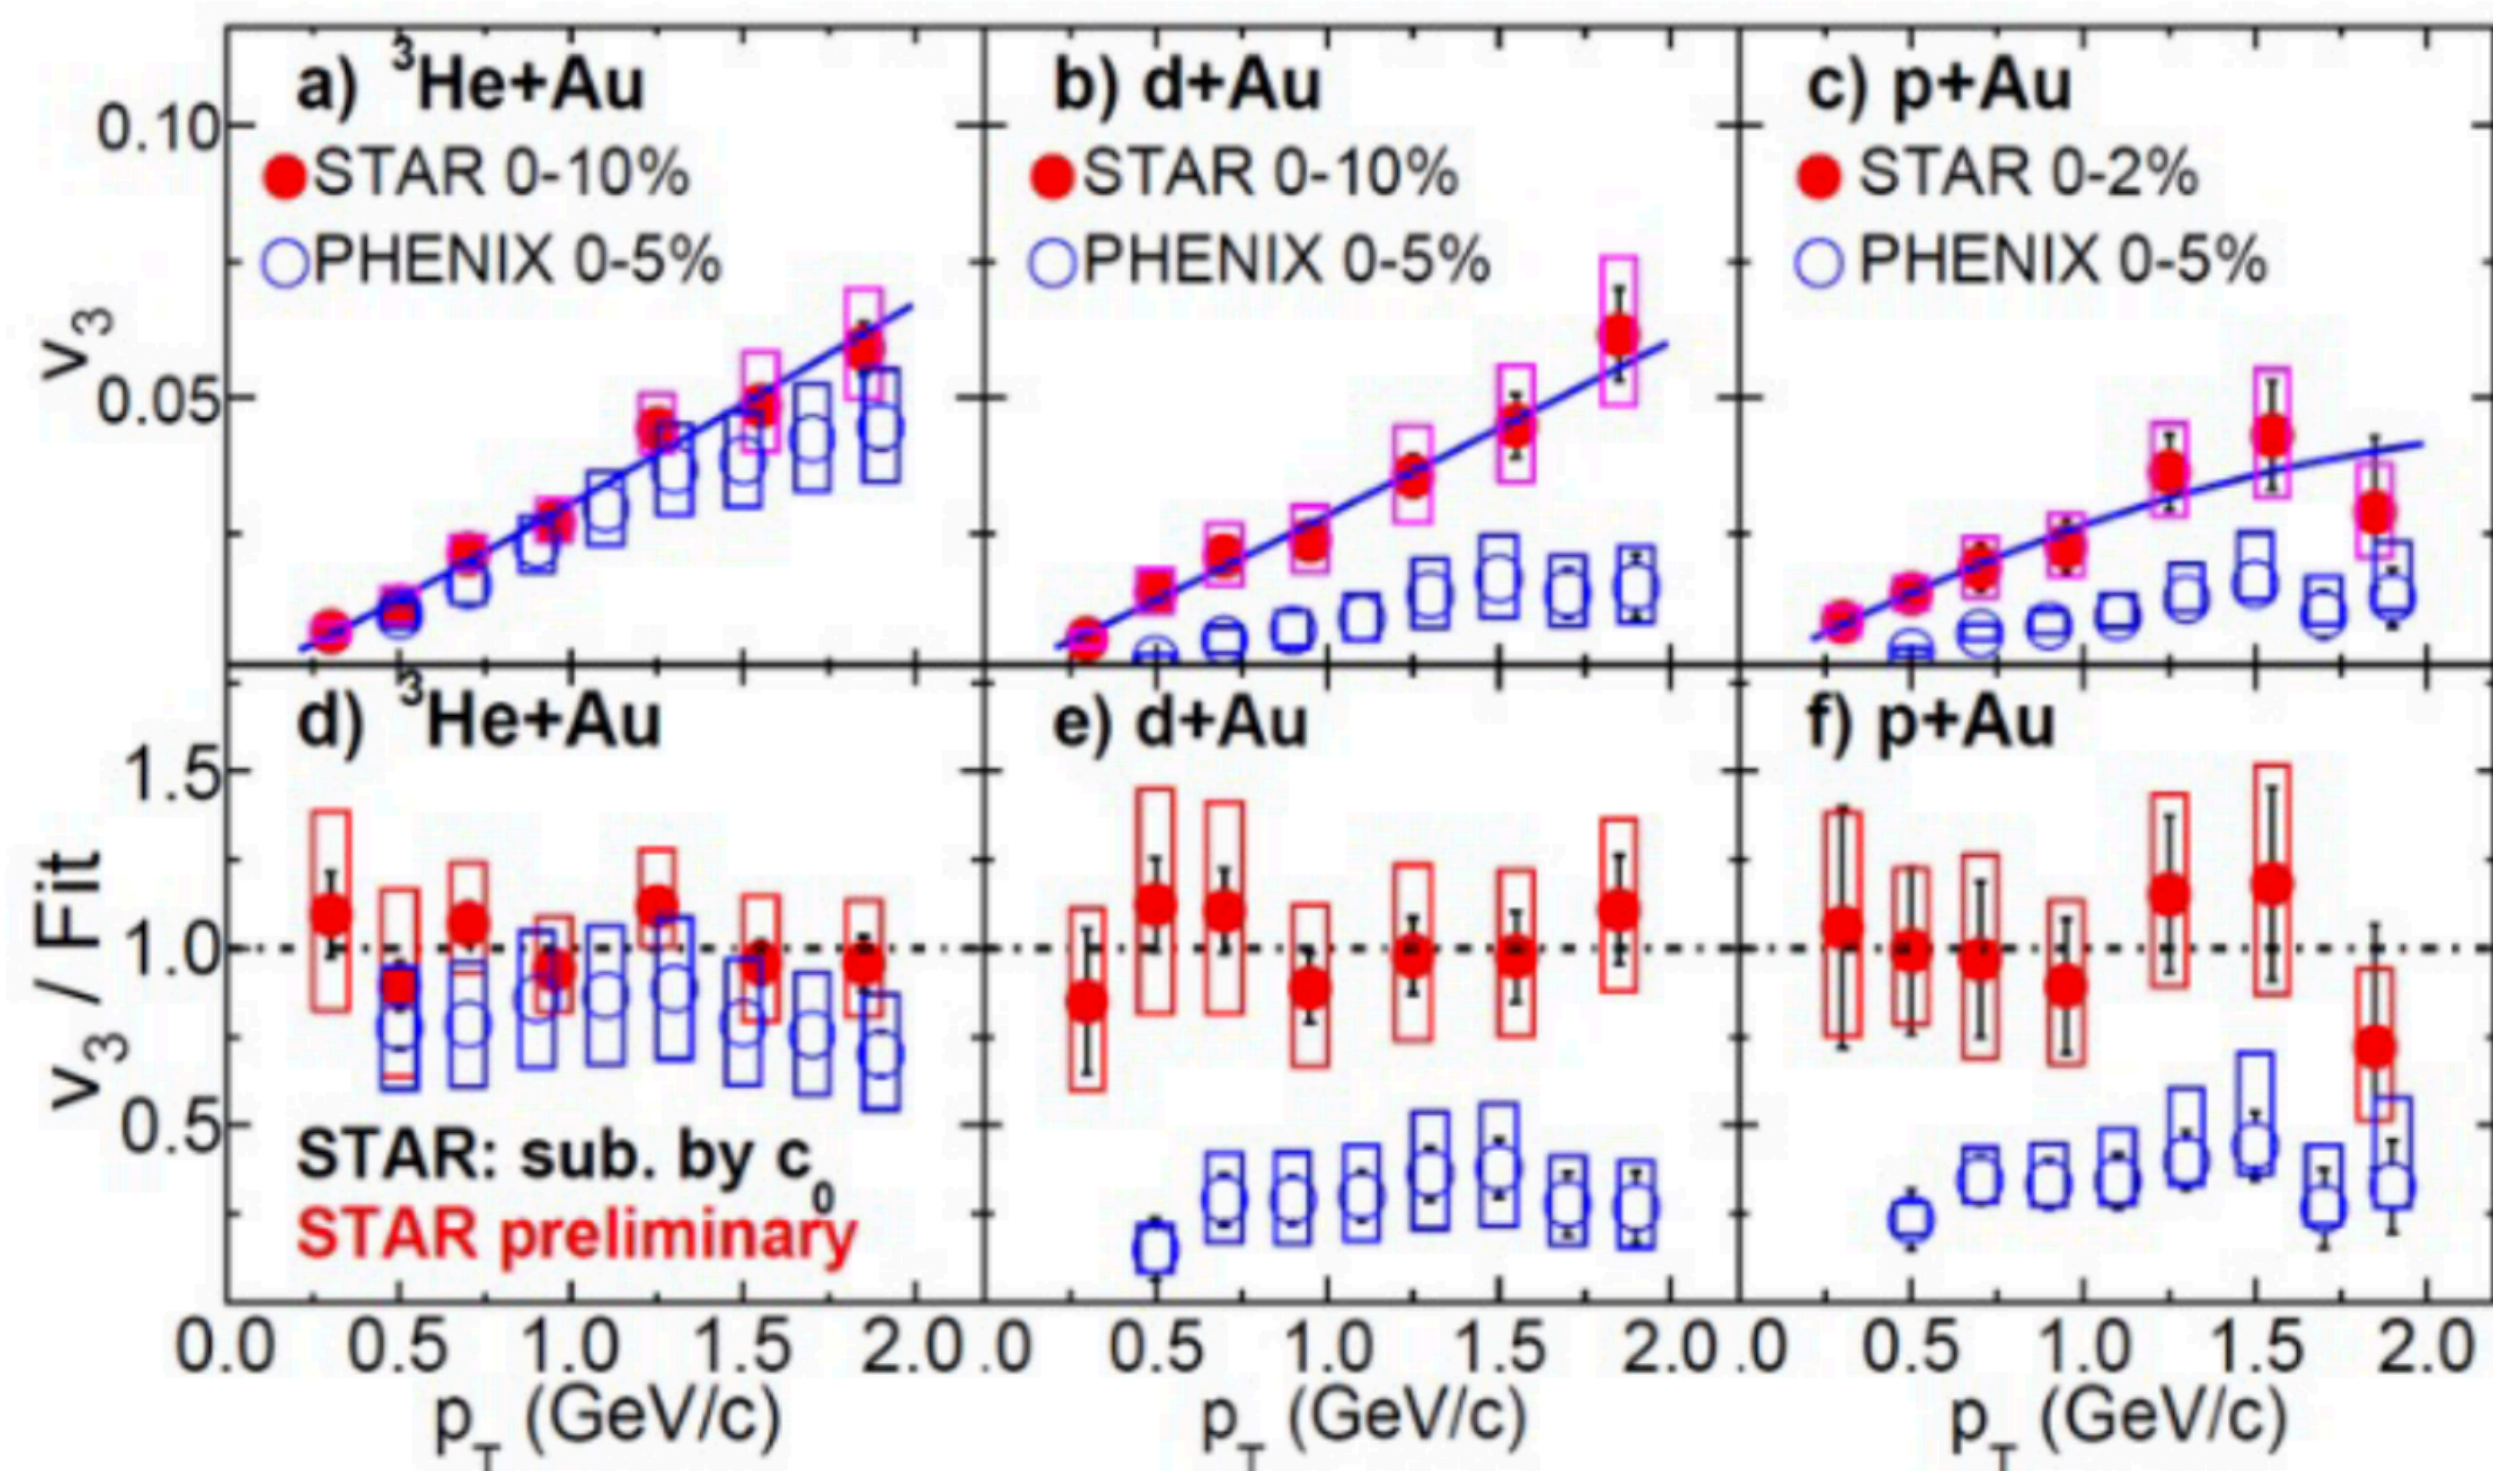 a) ³He+Au
STAR 0-10%
PHENIX 0-5%
b) d+Au
STAR 0-10%
PHENIX 0-5%
c) p+Au
STAR 0-2%
PHENIX 0-5%
0.10
0.05
v₃
d) ³He+Au
e) d+Au
f) p+Au
1.5
1.0
0.5
v₃ / Fit
STAR: sub. by c₀
STAR preliminary
0.0 0.5 1.0 1.5 2.0 .0 0.5 1.0 1.5 2.0 .0 0.5 1.0 1.5 2.0
p_T (GeV/c) p_T (GeV/c) p_T (GeV/c)